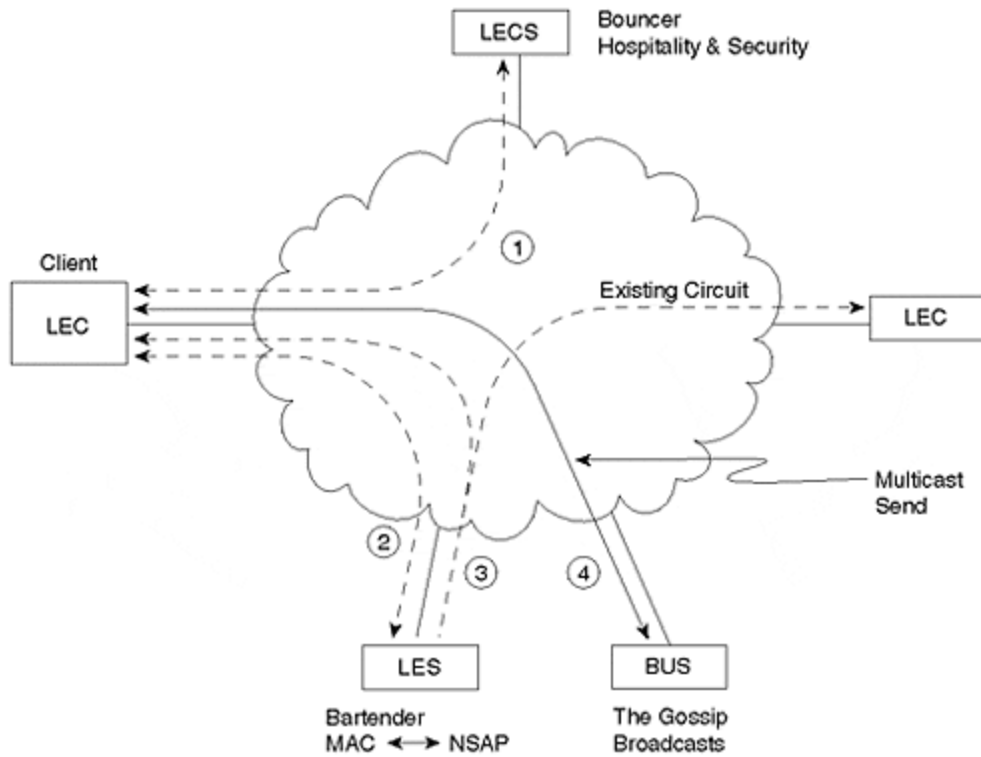 LECS
Bouncer
Hospitality & Security
1
Client
LEC
Existing Circuit
LEC
Multicast
Send
2
3
4
LES
BUS
Bartender
MAC NSAP
The Gossip
Broadcasts